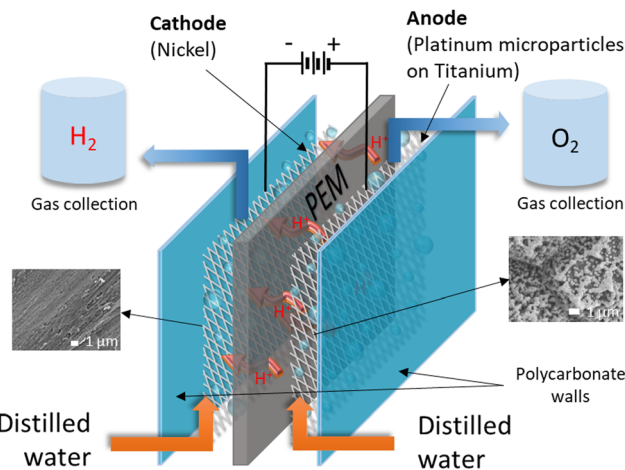 Cathode
(Nickel)
- +
Anode
(Platinum microparticles
on Titanium)
H₂
Gas collection
O₂
Gas collection
H⁺
PEM
H⁺
H⁺
H⁺
1 µm
1 µm
Polycarbonate
walls
Distilled
water
Distilled
water